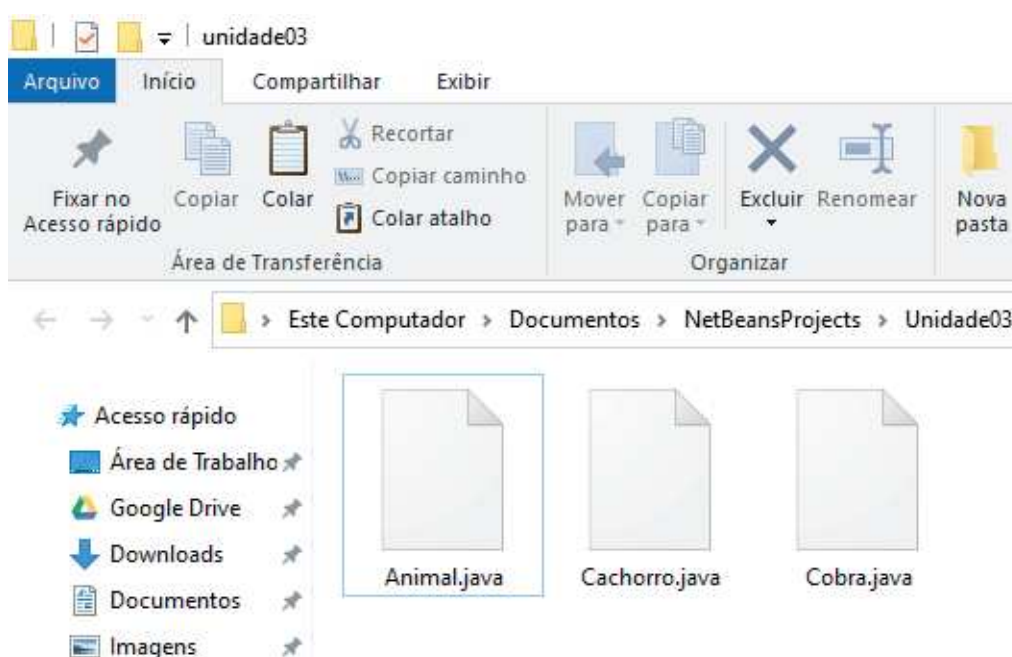 unidade03
Arquivo Início Compartilhar Exibir
Fixar no
Acesso rápido
Copiar
Colar
Recortar
Copiar caminho
Colar atalho
Área de Transferência
Mover
para
Copiar
para
Excluir
Renomear
Organizar
Nova
pasta
Este Computador Documentos NetBeansProjects Unidade03
Acesso rápido
Área de Trabalho
Google Drive
Downloads
Documentos
Imagens
Animal.java Cachorro.java Cobra.java